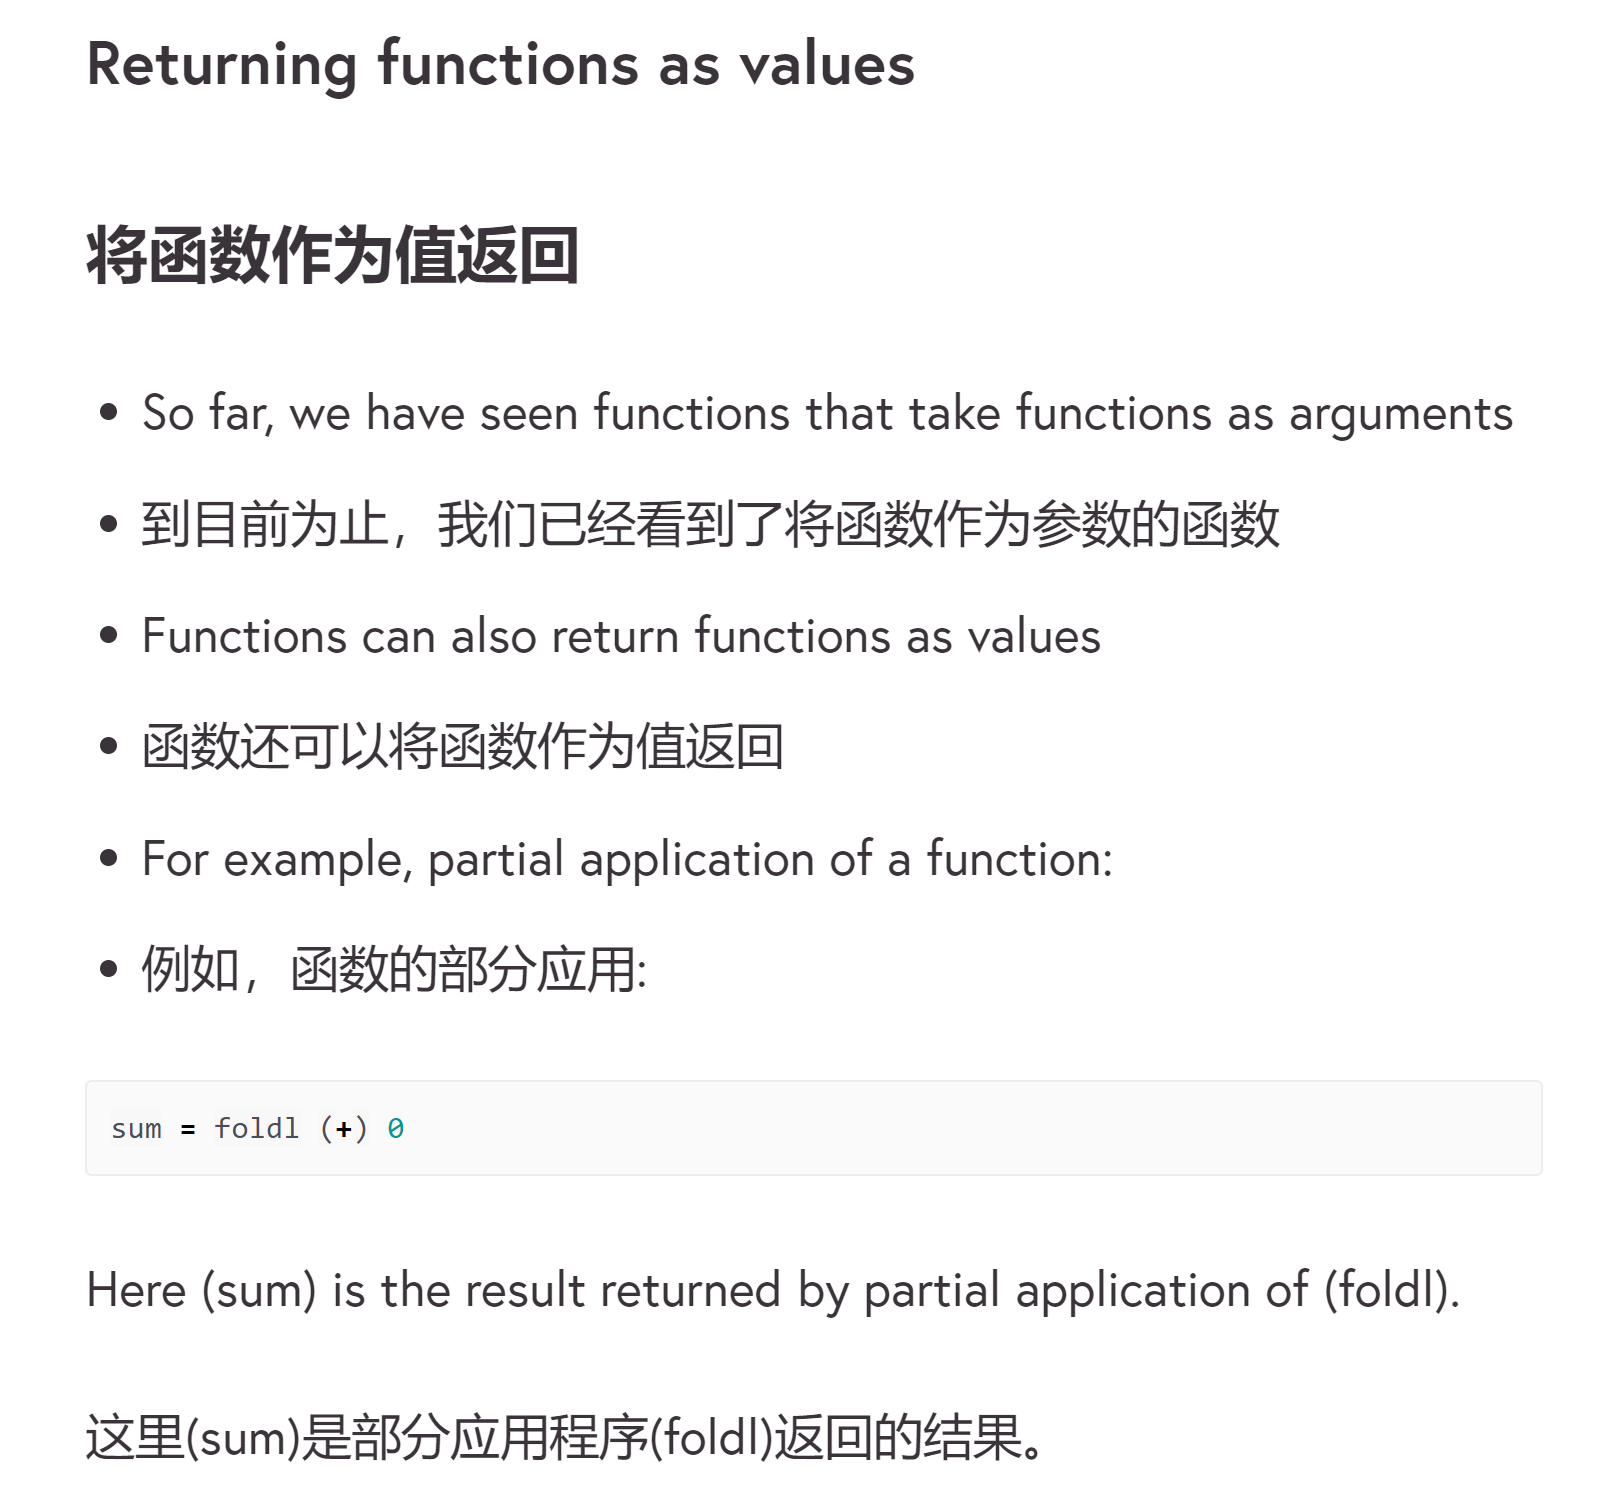 Returning functions as values
将函数作为值返回
So far, we have seen functions that take functions as arguments
到目前为止，我们已经看到了将函数作为参数的函数
Functions can also return functions as values
函数还可以将函数作为值返回
For example, partial application of a function:
例如，函数的部分应用:
sum = foldl (+) 0
Here (sum) is the result returned by partial application of (foldl).
这里(sum)是部分应用程序(foldl)返回的结果。